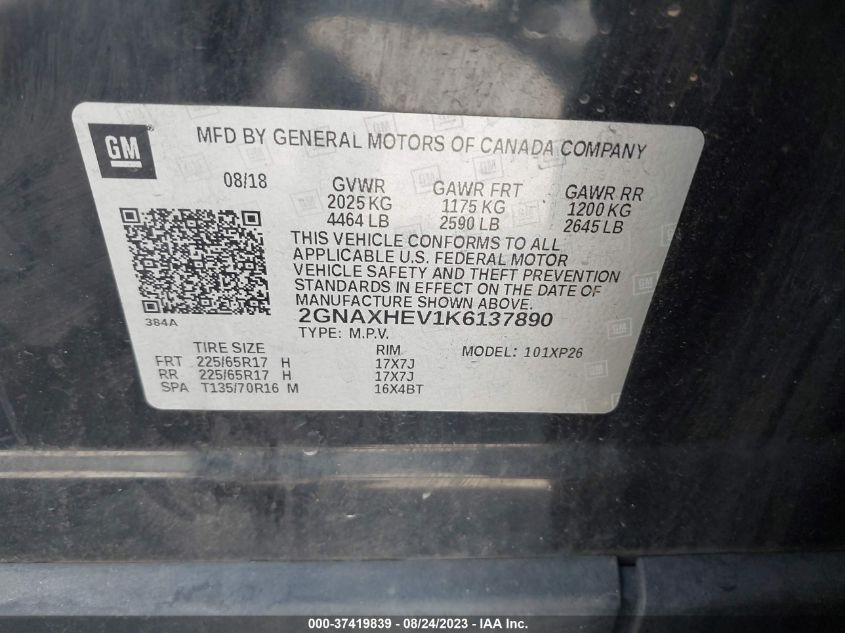 GM
MFD BY GENERAL MOTORS OF CANADA COMPANY
08/18 GVWR GAWR FRT GAWR RR
2025 KG 1175 KG 1200 KG
4464 LB 2590 LB 2645 LB
THIS VEHICLE CONFORMS TO ALL
APPLICABLE U.S. FEDERAL MOTOR
VEHICLE SAFETY AND THEFT PREVENTION
STANDARDS IN EFFECT ON THE DATE OF
MANUFACTURE SHOWN ABOVE.
384A
2GNAXHEV1K6137890
TYPE: M.P.V.
TIRE SIZE RIM MODEL: 101XP26
FRT 225/65R17 H 17X7J
RR 225/65R17 H 17X7J
SPA T135/70R16 M 16X4BT
000-37419839 - 08/24/2023 - IAA Inc.